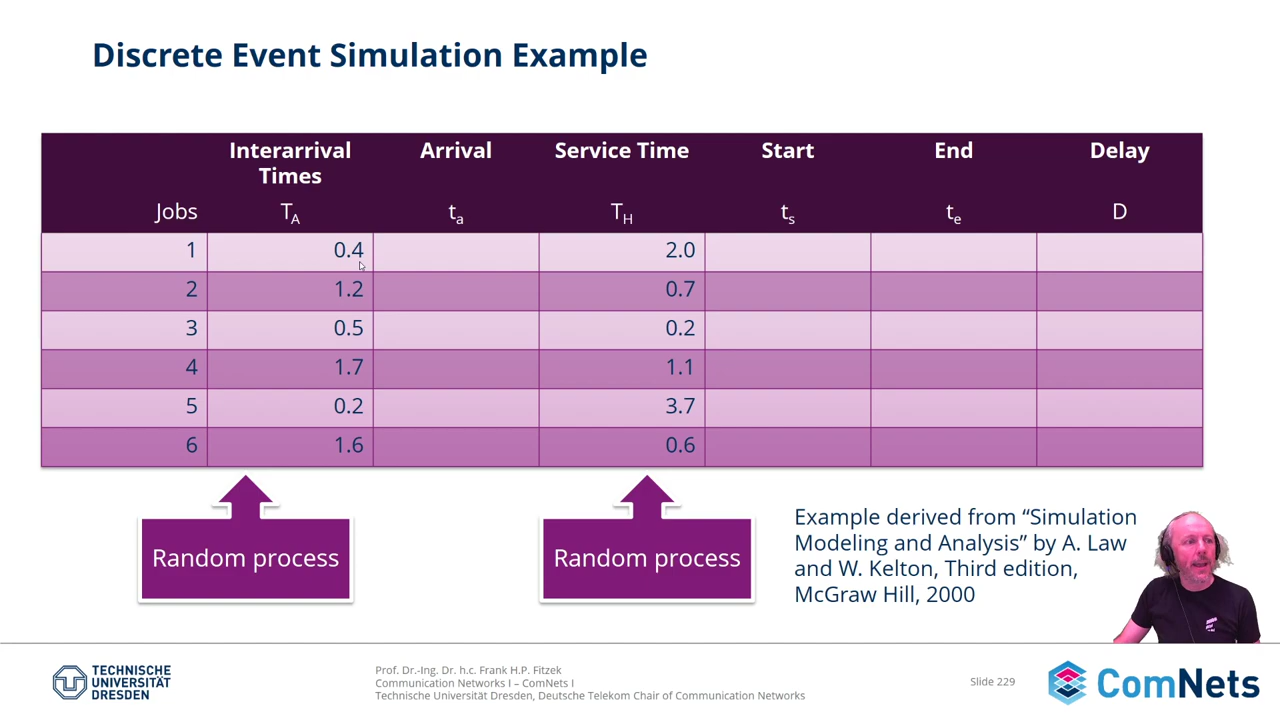 Discrete Event Simulation Example
Interarrival Times Arrival Service Time Start End Delay
Jobs TA ta TH ts te D
1 0.4 2.0
2 1.2 0.7
3 0.5 0.2
4 1.7 1.1
5 0.2 3.7
6 1.6 0.6
Random process
Random process
Example derived from “Simulation
Modeling and Analysis” by A. Law
and W. Kelton, Third edition,
McGraw Hill, 2000
TECHNISCHE
UNIVERSITÄT
DRESDEN
Prof. Dr.-Ing. Dr. h.c. Frank H.P. Fitzek
Communication Networks I – ComNets I
Technische Universität Dresden, Deutsche Telekom Chair of Communication Networks
Slide 229
ComNets